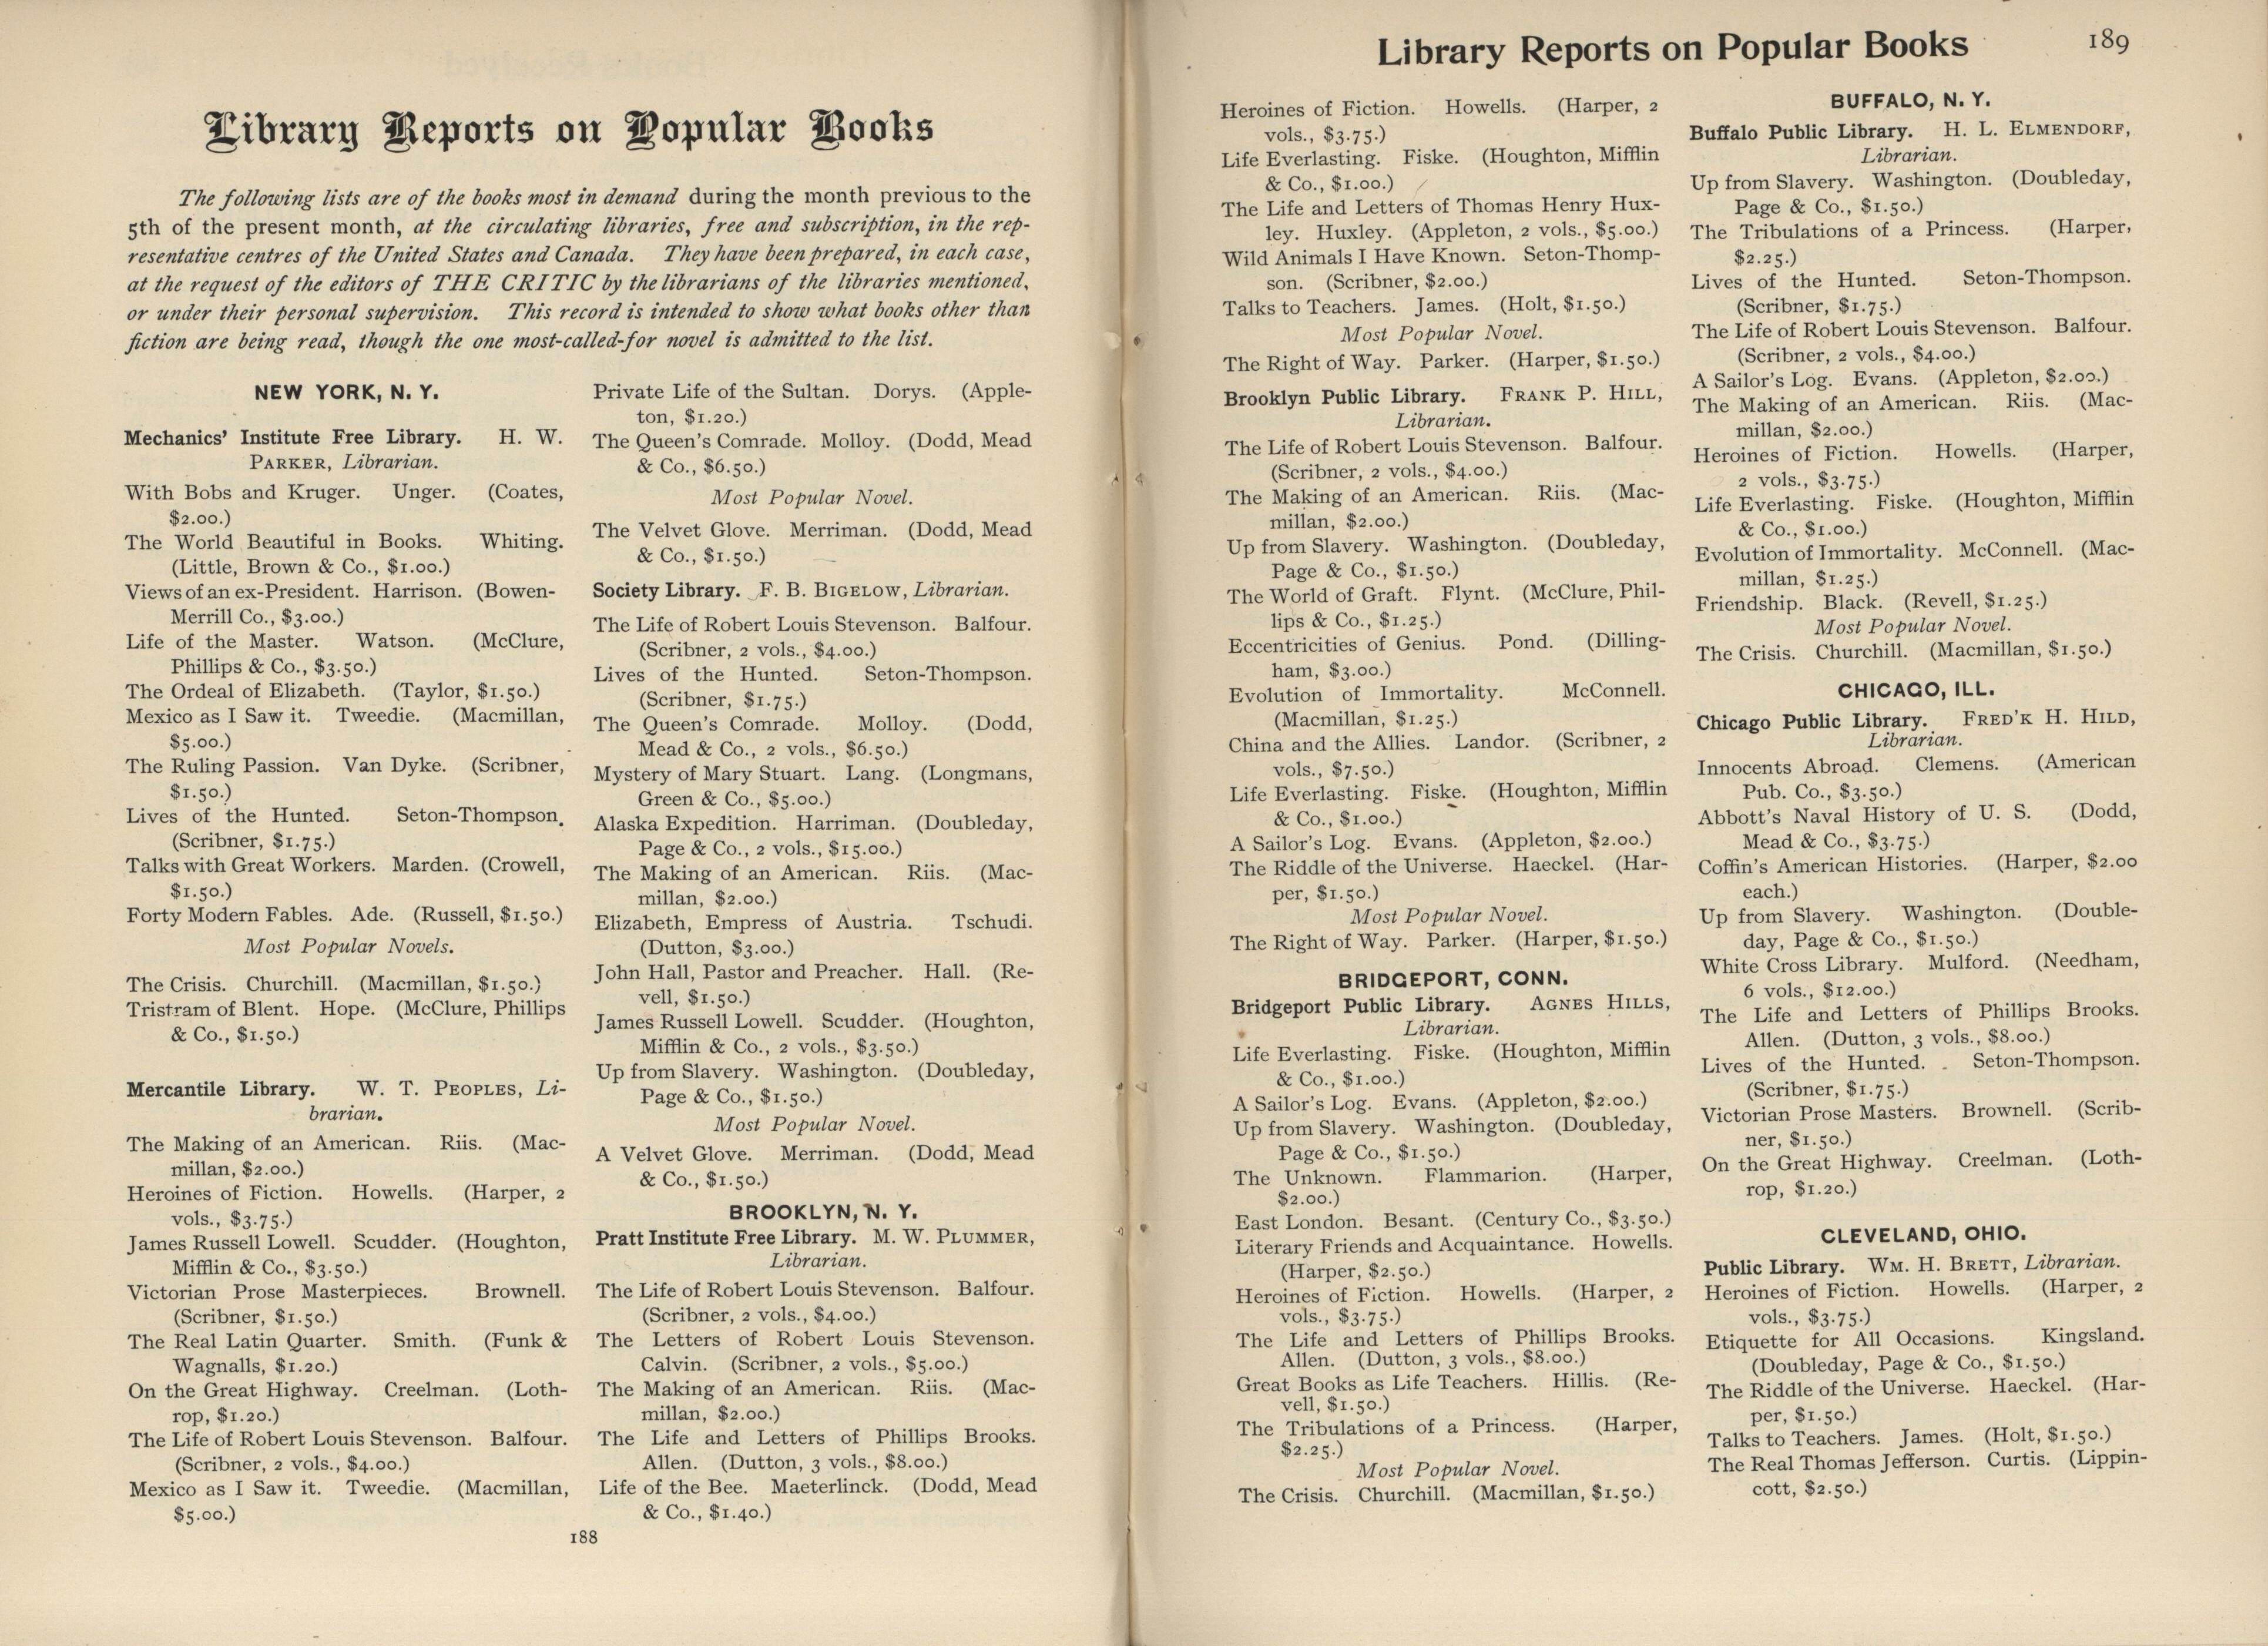 Library Reports on Popular Books
The following lists are of the books most in demand during the month previous to the
5th of the present month, at the circulating libraries, free and subscription, in the rep-
resentative centres of the United States and Canada. They have been prepared, in each case,
at the request of the editors of THE CRITIC by the librarians of the libraries mentioned,
or under their personal supervision. This record is intended to show what books other than
fiction are being read, though the one most-called-for novel is admitted to the list.
NEW YORK, N. Y.
Mechanics' Institute Free Library. H. W.
PARKER, Librarian.
With Bobs and Kruger. Unger. (Coates,
$2.00.)
The World Beautiful in Books. Whiting.
(Little, Brown & Co., $1.00.)
Views of an ex-President. Harrison. (Bowen-
Merrill Co., $3.00.)
Life of the Master. Watson. (McClure,
Phillips & Co., $3.50.)
The Ordeal of Elizabeth. (Taylor, $1.50.)
Mexico as I Saw it. Tweedie. (Macmillan,
$5.00.)
The Ruling Passion. Van Dyke. (Scribner,
$1.50.)
Lives of the Hunted. Seton-Thompson.
(Scribner, $1.75.)
Talks with Great Workers. Marden. (Crowell,
$1.50.)
Forty Modern Fables. Ade. (Russell, $1.50.)
Most Popular Novels.
The Crisis. Churchill. (Macmillan, $1.50.)
Tristram of Blent. Hope. (McClure, Phillips
& Co., $1.50.)
Mercantile Library. W. T. PEOPLES, Li-
brarian.
The Making of an American. Riis. (Mac-
millan, $2.00.)
Heroines of Fiction. Howells. (Harper, 2
vols., $3.75.)
James Russell Lowell. Scudder. (Houghton,
Mifflin & Co., $3.50.)
Victorian Prose Masterpieces. Brownell.
(Scribner, $1.50.)
The Real Latin Quarter. Smith. (Funk &
Wagnalls, $1.20.)
On the Great Highway. Creelman. (Loth-
rop, $1.20.)
The Life of Robert Louis Stevenson. Balfour.
(Scribner, 2 vols., $4.00.)
Mexico as I Saw it. Tweedie. (Macmillan,
$5.00.)
Private Life of the Sultan. Dorys. (Apple-
ton, $1.20.)
The Queen's Comrade. Molloy. (Dodd, Mead
& Co., $6.50.)
Most Popular Novel.
The Velvet Glove. Merriman. (Dodd, Mead
& Co., $1.50.)
Society Library. F. B. BIGELOW, Librarian.
The Life of Robert Louis Stevenson. Balfour.
(Scribner, 2 vols., $4.00.)
Lives of the Hunted. Seton-Thompson.
(Scribner, $1.75.)
The Queen's Comrade. Molloy. (Dodd,
Mead & Co., 2 vols., $6.50.)
Mystery of Mary Stuart. Lang. (Longmans,
Green & Co., $5.00.)
Alaska Expedition. Harriman. (Doubleday,
Page & Co., 2 vols., $15.00.)
The Making of an American. Riis. (Mac-
millan, $2.00.)
Elizabeth, Empress of Austria. Tschudi.
(Dutton, $3.00.)
John Hall, Pastor and Preacher. Hall. (Re-
vell, $1.50.)
James Russell Lowell. Scudder. (Houghton,
Mifflin & Co., 2 vols., $3.50.)
Up from Slavery. Washington. (Doubleday,
Page & Co., $1.50.)
Most Popular Novel.
A Velvet Glove. Merriman. (Dodd, Mead
& Co., $1.50.)
BROOKLYN, N. Y.
Pratt Institute Free Library. M. W. PLUMMER,
Librarian.
The Life of Robert Louis Stevenson. Balfour.
(Scribner, 2 vols., $4.00.)
The Letters of Robert Louis Stevenson.
Calvin. (Scribner, 2 vols., $5.00.)
The Making of an American. Riis. (Mac-
millan, $2.00.)
The Life and Letters of Phillips Brooks.
Allen. (Dutton, 3 vols., $8.00.)
Life of the Bee. Maeterlinck. (Dodd, Mead
& Co., $1.40.)
188
Library Reports on Popular Books 189
Heroines of Fiction. Howells. (Harper, 2
vols., $3.75.)
Life Everlasting. Fiske. (Houghton, Mifflin
& Co., $1.00.)
The Life and Letters of Thomas Henry Hux-
ley. Huxley. (Appleton, 2 vols., $5.00.)
Wild Animals I Have Known. Seton-Thomp-
son. (Scribner, $2.00.)
Talks to Teachers. James. (Holt, $1.50.)
Most Popular Novel.
The Right of Way. Parker. (Harper, $1.50.)
Brooklyn Public Library. FRANK P. HILL,
Librarian.
The Life of Robert Louis Stevenson. Balfour.
(Scribner, 2 vols., $4.00.)
The Making of an American. Riis. (Mac-
millan, $2.00.)
Up from Slavery. Washington. (Doubleday,
Page & Co., $1.50.)
The World of Graft. Flynt. (McClure, Phil-
lips & Co., $1.25.)
Eccentricities of Genius. Pond. (Dilling-
ham, $3.00.)
Evolution of Immortality. McConnell.
(Macmillan, $1.25.)
China and the Allies. Landor. (Scribner, 2
vols., $7.50.)
Life Everlasting. Fiske. (Houghton, Mifflin
& Co., $1.00.)
A Sailor's Log. Evans. (Appleton, $2.00.)
The Riddle of the Universe. Haeckel. (Har-
per, $1.50.)
Most Popular Novel.
The Right of Way. Parker. (Harper, $1.50.)
BRIDGEPORT, CONN.
Bridgeport Public Library. AGNES HILLS,
Librarian.
Life Everlasting. Fiske. (Houghton, Mifflin
& Co., $1.00.)
A Sailor's Log. Evans. (Appleton, $2.00.)
Up from Slavery. Washington. (Doubleday,
Page & Co., $1.50.)
The Unknown. Flammarion. (Harper,
$2.00.)
East London. Besant. (Century Co., $3.50.)
Literary Friends and Acquaintance. Howells.
(Harper, $2.50.)
Heroines of Fiction. Howells. (Harper, 2
vols., $3.75.)
The Life and Letters of Phillips Brooks.
Allen. (Dutton, 3 vols., $8.00.)
Great Books as Life Teachers. Hillis. (Re-
vell, $1.50.)
The Tribulations of a Princess. (Harper,
$2.25.)
Most Popular Novel.
The Crisis. Churchill. (Macmillan, $1.50.)
BUFFALO, N. Y.
Buffalo Public Library. H. L. ELMENDORF,
Librarian.
Up from Slavery. Washington. (Doubleday,
Page & Co., $1.50.)
The Tribulations of a Princess. (Harper,
$2.25.)
Lives of the Hunted. Seton-Thompson.
(Scribner, $1.75.)
The Life of Robert Louis Stevenson. Balfour.
(Scribner, 2 vols., $4.00.)
A Sailor's Log. Evans. (Appleton, $2.00.)
The Making of an American. Riis. (Mac-
millan, $2.00.)
Heroines of Fiction. Howells. (Harper,
2 vols., $3.75.)
Life Everlasting. Fiske. (Houghton, Mifflin
& Co., $1.00.)
Evolution of Immortality. McConnell. (Mac-
millan, $1.25.)
Friendship. Black. (Revell, $1.25.)
Most Popular Novel.
The Crisis. Churchill. (Macmillan, $1.50.)
CHICAGO, ILL.
Chicago Public Library. FRED'K H. HILD,
Librarian.
Innocents Abroad. Clemens. (American
Pub. Co., $3.50.)
Abbott's Naval History of U. S. (Dodd,
Mead & Co., $3.75.)
Coffin's American Histories. (Harper, $2.00
each.)
Up from Slavery. Washington. (Double-
day, Page & Co., $1.50.)
White Cross Library. Mulford. (Needham,
6 vols., $12.00.)
The Life and Letters of Phillips Brooks.
Allen. (Dutton, 3 vols., $8.00.)
Lives of the Hunted. Seton-Thompson.
(Scribner, $1.75.)
Victorian Prose Masters. Brownell. (Scrib-
ner, $1.50.)
On the Great Highway. Creelman. (Loth-
rop, $1.20.)
CLEVELAND, OHIO.
Public Library. WM. H. BRETT, Librarian.
Heroines of Fiction. Howells. (Harper, 2
vols., $3.75.)
Etiquette for All Occasions. Kingsland.
(Doubleday, Page & Co., $1.50.)
The Riddle of the Universe. Haeckel. (Har-
per, $1.50.)
Talks to Teachers. James. (Holt, $1.50.)
The Real Thomas Jefferson. Curtis. (Lippin-
cott, $2.50.)